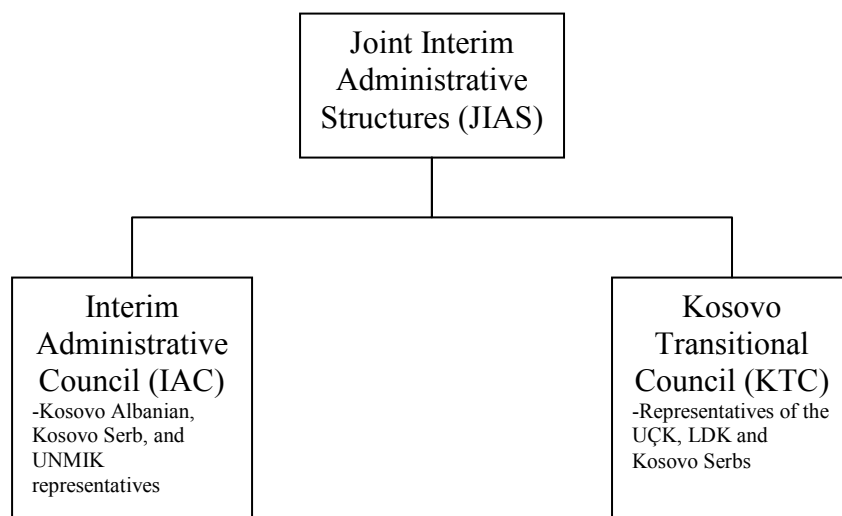 Joint Interim
Administrative
Structures (JIAS)
Interim
Administrative
Council (IAC)
-Kosovo Albanian,
Kosovo Serb, and
UNMIK
representatives
Kosovo
Transitional
Council (KTC)
-Representatives of the
UÇK, LDK and
Kosovo Serbs